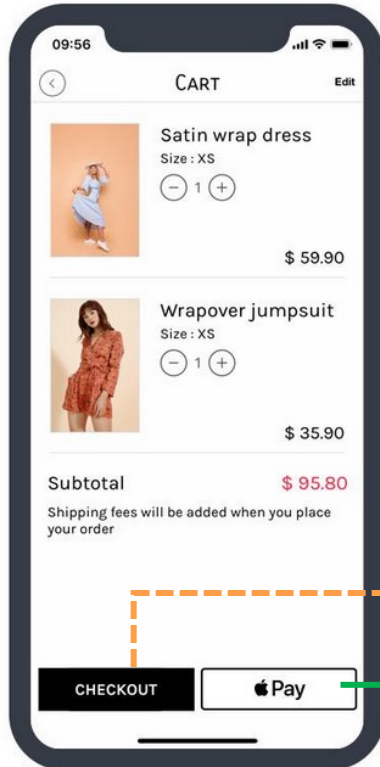 09:56
Cart
Edit
Satin wrap dress
Size : XS
1
$ 59.90
Wrapover jumpsuit
Size : XS
1
$ 35.90
Subtotal
$ 95.80
Shipping fees will be added when you place
your order
CHECKOUT
Pay